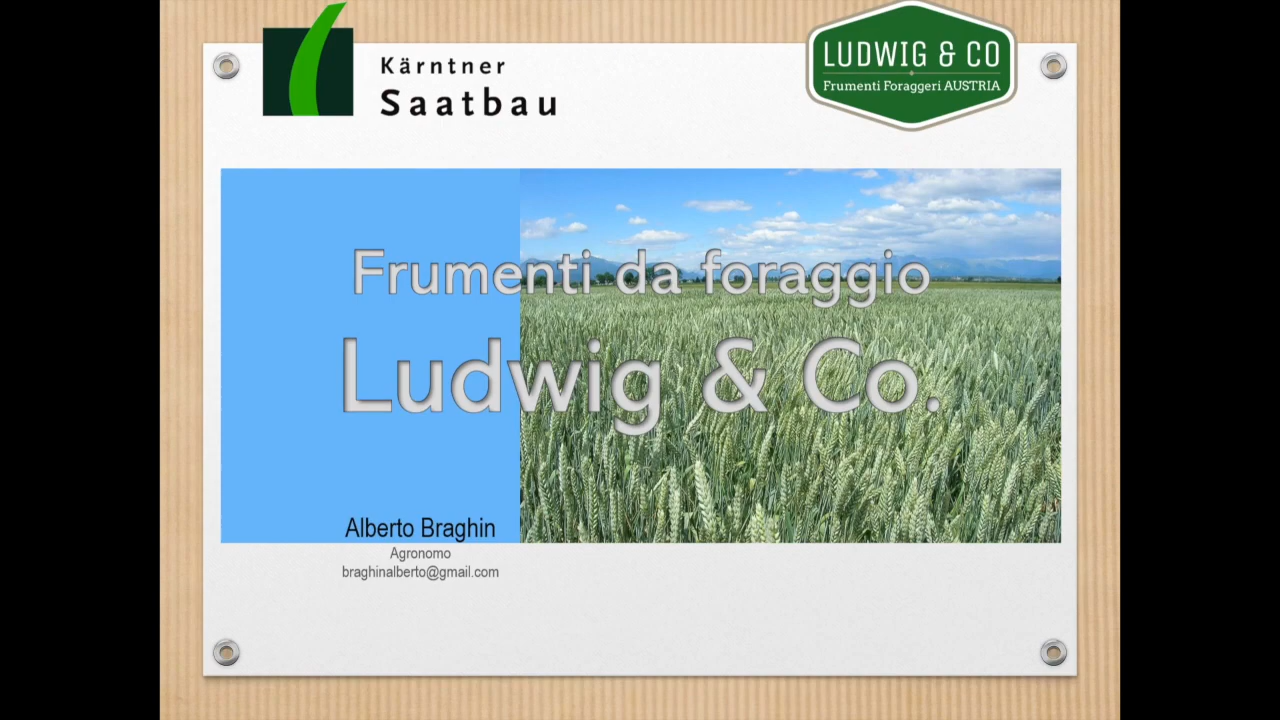 Kärntner
Saatbau
LUDWIG & CO
Frumenti Foraggeri AUSTRIA
Frumenti da foraggio
Ludwig & Co.
Alberto Braghin
Agronomo
braghinalberto@gmail.com